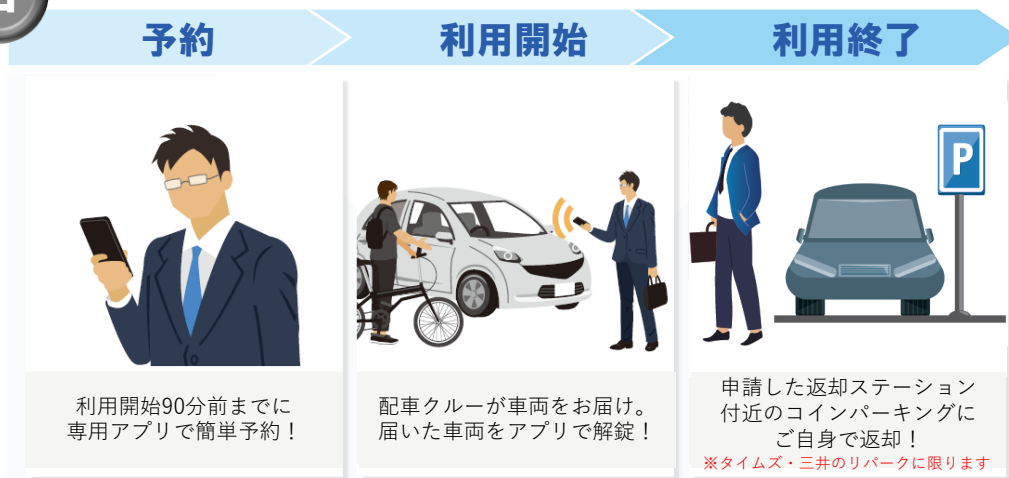 予約
利用開始
利用終了
P
利用開始90分前までに
専用アプリで簡単予約！
配車クルーが車両をお届け。
届いた車両をアプリで解錠！
申請した返却ステーション
付近のコインパーキングに
ご自身で返却！
※タイムズ・三井のリパークに限ります